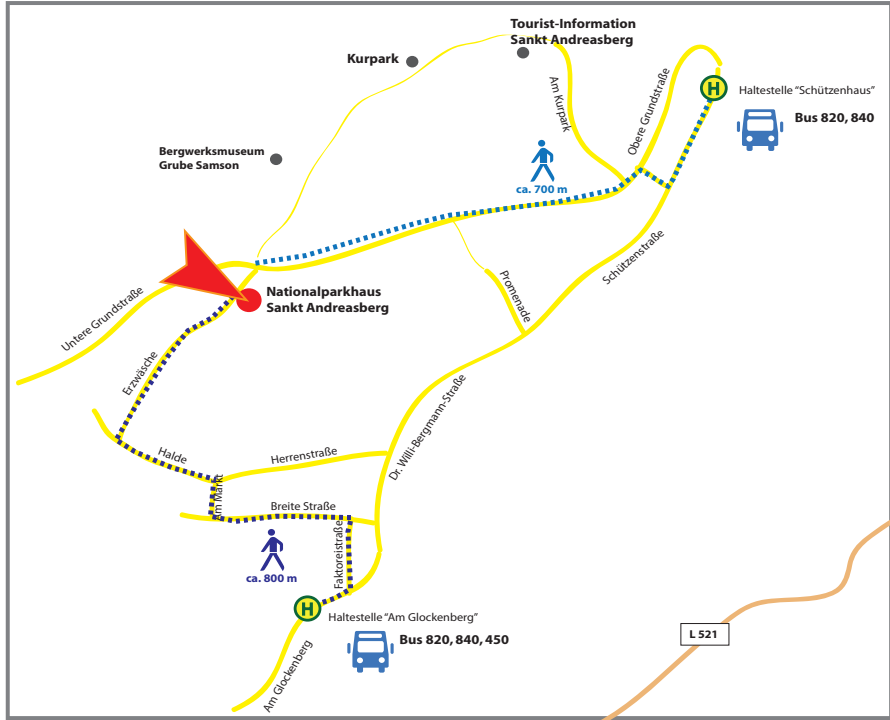 Tourist-Information
Sankt Andreasberg
Kurpark
Am Kurpark
Obere Grundstraße
H
Haltestelle "Schützenhaus"
Bus 820, 840
Bergwerksmuseum
Grube Samson
ca. 700 m
Schützenstraße
Promenade
Nationalparkhaus
Sankt Andreasberg
Untere Grundstraße
Erzwäsche
Dr. Willi-Bergmann-Straße
Halde
Herrenstraße
Am Markt
Breite Straße
Faktoreistraße
ca. 800 m
H
Haltestelle "Am Glockenberg"
Bus 820, 840, 450
L 521
Am Glockenberg